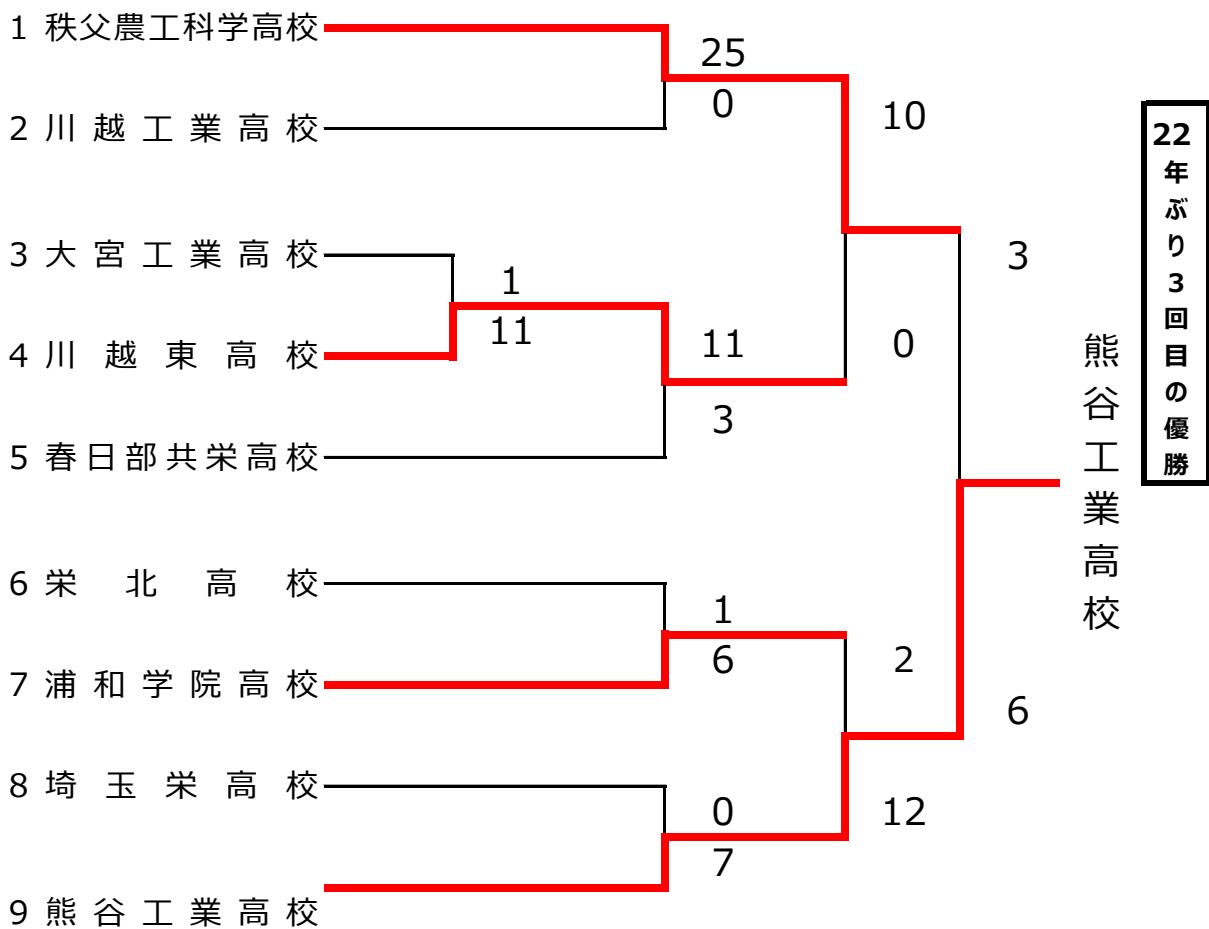 1 秩父農工科学高校
25
0
2 川越工業高校
10
3 大宮工業高校
1
11
4 川越東高校
11
3
0
5 春日部共栄高校
3
6 栄北高校
1
6
7 浦和学院高校
2
6
8 埼玉栄高校
0
7
12
9 熊谷工業高校
熊谷工業高校
22年ぶり3回目の優勝